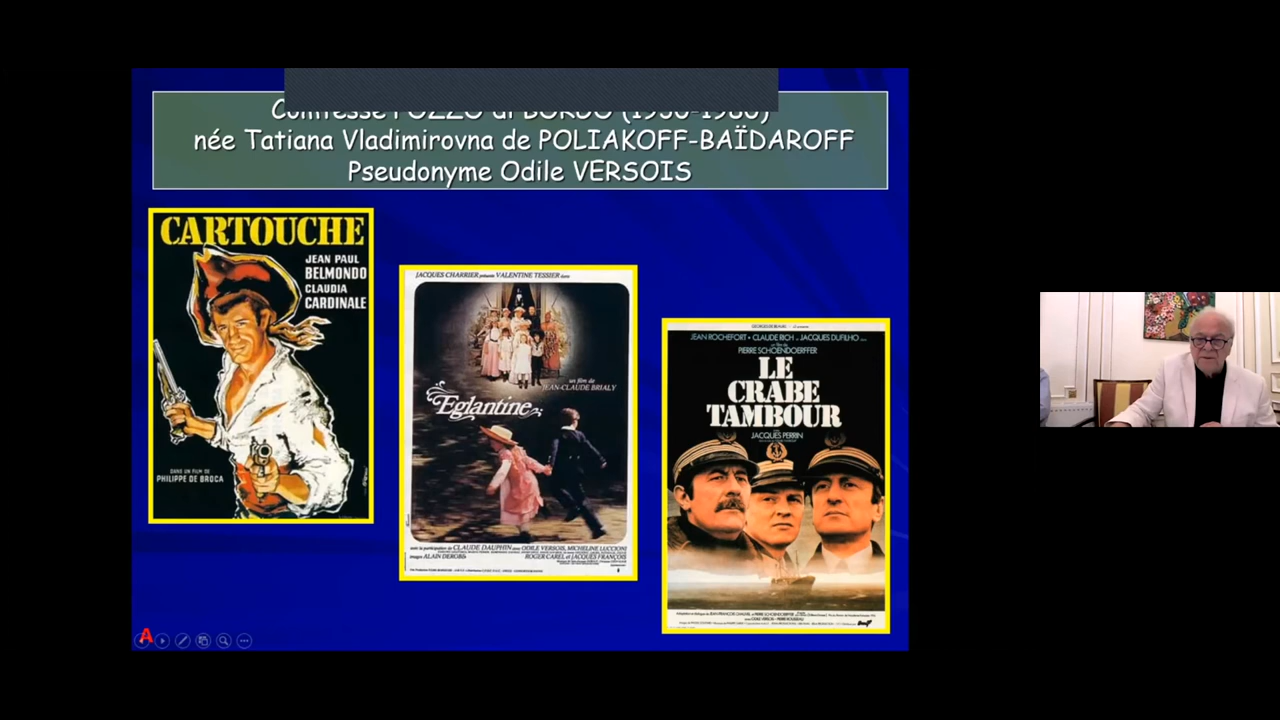 Comtesse POZZO di BORGO (1930-1980)
née Tatiana Vladimirovna de POLIAKOFF-BAÏDAROFF
Pseudonyme Odile VERSOIS
CARTOUCHE
JEAN PAUL
BELMONDO
CLAUDIA
CARDINALE
DANS UN FILM DE
PHILIPPE DE BROCA
JACQUES CHARRIER présente VALENTINE TESSIER dans
un film de
JEAN-CLAUDE BRIALY
Eglantine
avec la participation de CLAUDE DAUPHIN avec ODILE VERSOIS, MICHELINE LUCCIONI
ROGER CAREL et JACQUES FRANÇOIS
images ALAIN DEROBE
JEAN ROCHEFORT • CLAUDE RICH • JACQUES DUFILHO
un film de
PIERRE SCHOENDOERFFER
LE
CRABE
TAMBOUR
JACQUES PERRIN
A